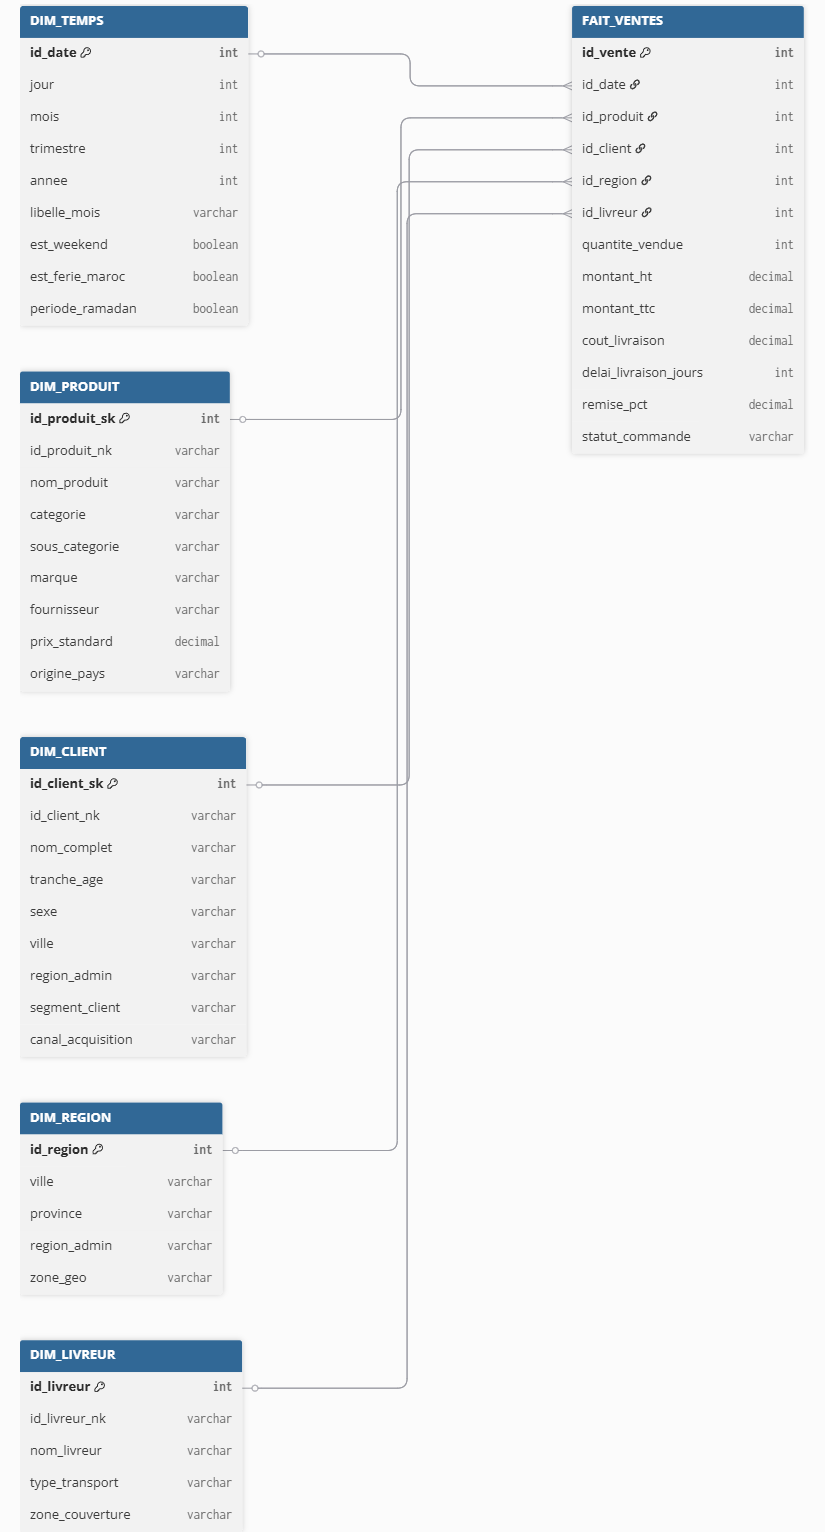 DIM_TEMPS
id_date int
jour int
mois int
trimestre int
annee int
libelle_mois varchar
est_weekend boolean
est_ferie_maroc boolean
periode_ramadan boolean
FAIT_VENTES
id_vente int
id_date int
id_produit int
id_client int
id_region int
id_livreur int
quantite_vendue int
montant_ht decimal
montant_ttc decimal
cout_livraison decimal
delai_livraison_jours int
remise_pct decimal
statut_commande varchar
DIM_PRODUIT
id_produit_sk int
id_produit_nk varchar
nom_produit varchar
categorie varchar
sous_categorie varchar
marque varchar
fournisseur varchar
prix_standard decimal
origine_pays varchar
DIM_CLIENT
id_client_sk int
id_client_nk varchar
nom_complet varchar
tranche_age varchar
sexe varchar
ville varchar
region_admin varchar
segment_client varchar
canal_acquisition varchar
DIM_REGION
id_region int
ville varchar
province varchar
region_admin varchar
zone_geo varchar
DIM_LIVREUR
id_livreur int
id_livreur_nk varchar
nom_livreur varchar
type_transport varchar
zone_couverture varchar